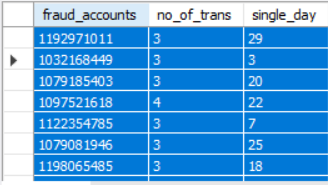 fraud_accounts no_of_trans single_day
1192971011 3 29
1032168449 3 3
1079185403 3 20
1097521618 4 22
1122354785 3 7
1079081946 3 25
1198065485 3 18